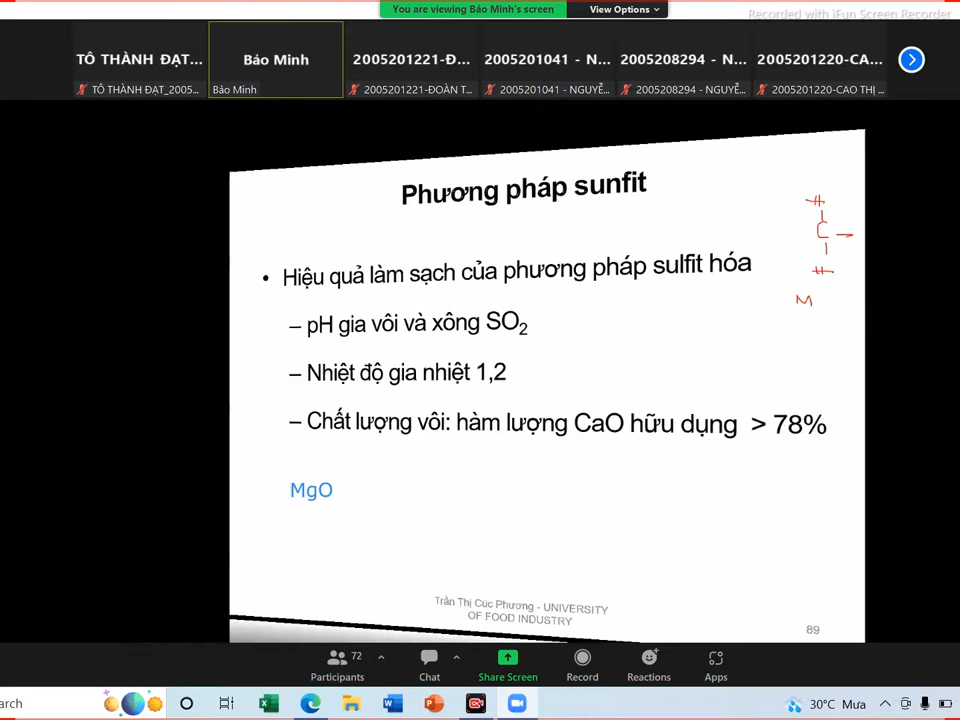 You are viewing Bảo Minh's screen
View Options
Recorded with iFun Screen Recorder
TÔ THÀNH ĐẠT...
Bảo Minh
2005201221-Đ...
2005201041 - N...
2005208294 - N...
2005201220-CA...
TÔ THÀNH ĐẠT_2005...
Bảo Minh
2005201221-ĐOÀN T...
2005201041 - NGUYỄ...
2005208294 - NGUYỄ...
2005201220-CAO THỊ ...
Phương pháp sunfit
• Hiệu quả làm sạch của phương pháp sulfit hóa
– pH gia vôi và xông SO₂
– Nhiệt độ gia nhiệt 1,2
– Chất lượng vôi: hàm lượng CaO hữu dụng > 78%
MgO
H
C
H
M
Trần Thị Cúc Phương - UNIVERSITY
OF FOOD INDUSTRY
89
72
Participants
Chat
Share Screen
Record
Reactions
Apps
arch
30°C Mưa